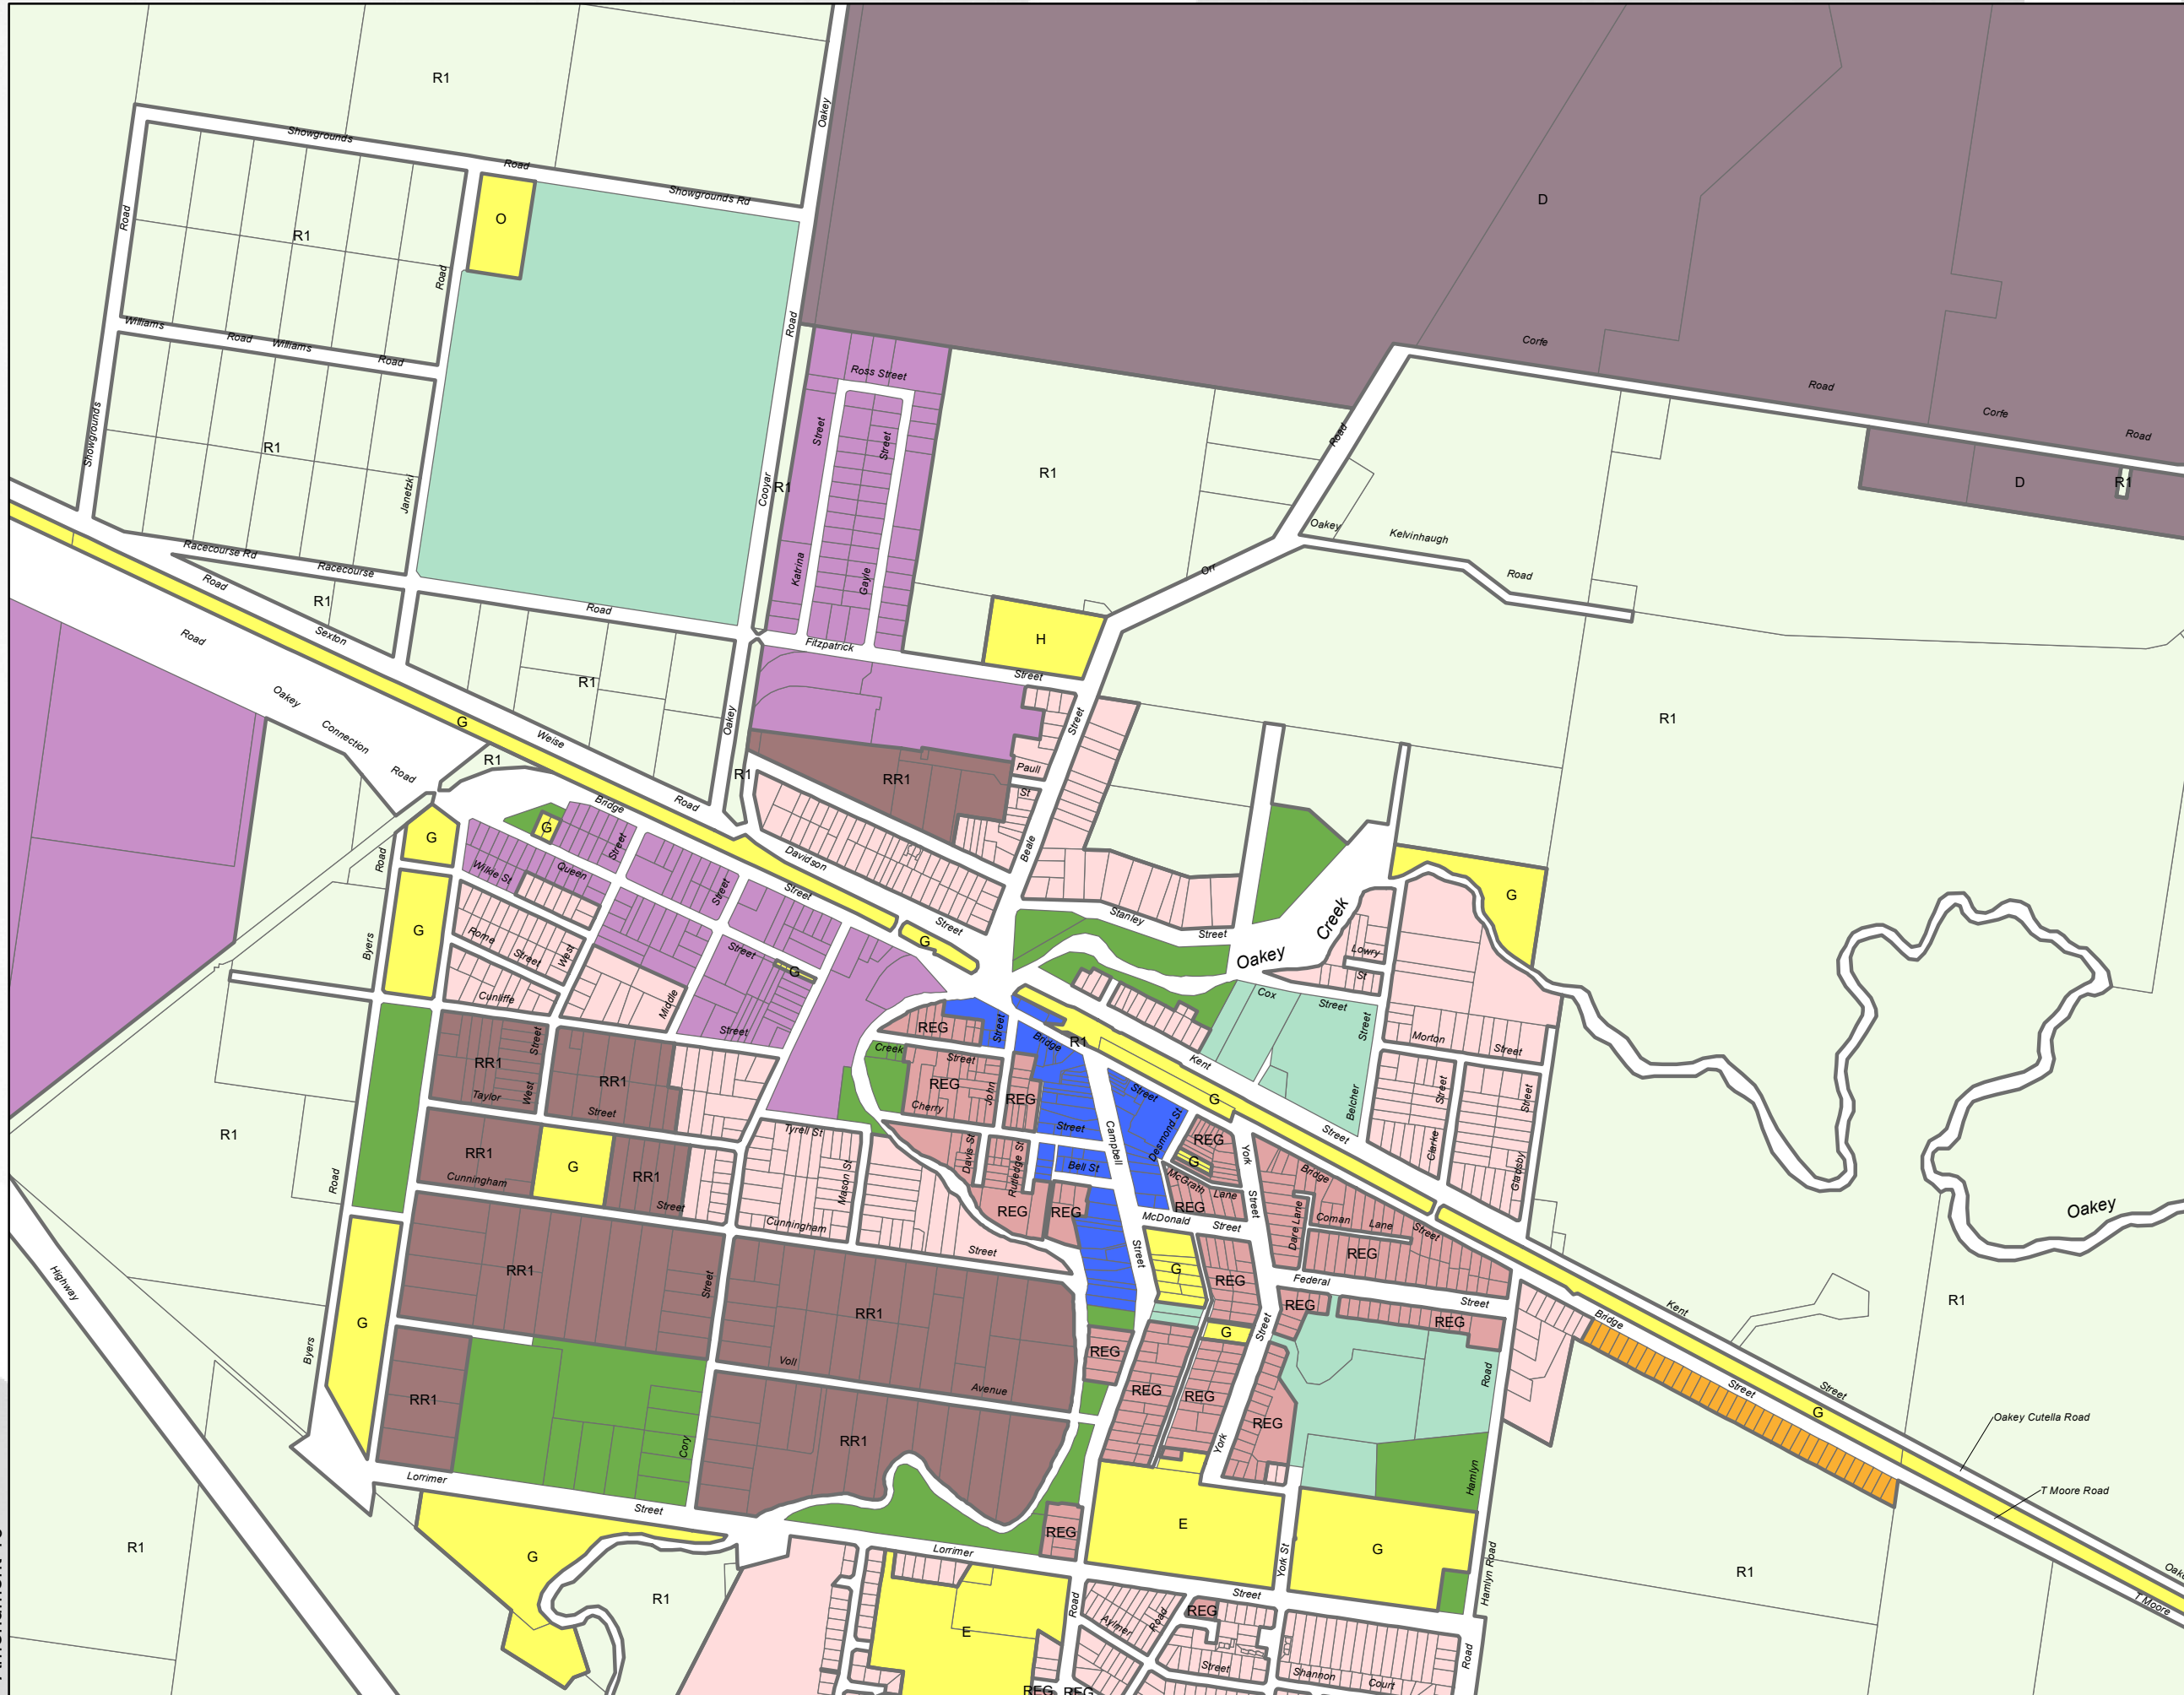 R1
Oakey
Showgrounds
Road
Showgrounds Rd
D
Road
O
R1
Road
Williams
Road
Williams
Road
Road
Corfe
Road
Corfe
Road
Ross Street
Street
Street
Road
Showgrounds
R1
Janetzki
Cooyar
R1
R1
D
R1
Oakey
Kelvinhaugh
Road
Racecourse Rd
Racecourse
Road
Road
Katrina
Gayle
Off
R1
Sexton
Road
Fitzpatrick
Street
H
R1
Oakey
Connection
Road
G
Weise
Road
Oakey
R1
Street
R1
R1
RR1
Paull
St
Beale
Bridge
Street
G
G
Davidson
Street
Road
Wilkie St
Queen
Street
Street
G
Byers
G
Rome
Street
West
Street
G
Stanley
Street
Oakey
Creek
Lowry
St
G
Cunliffe
Middle
Street
Cox
Street
REG
Street
Bridge
R1
Kent
Street
Morton
Street
RR1
Street
Taylor
West
RR1
Street
Creek
Street
REG
John
REG
Cherry
Street
Street
G
Belcher
Street
Street
Street
R1
Road
RR1
Cunningham
G
RR1
Street
Tyrell St
Mason St
Cunningham
Street
Davis St
Rutledge St
REG
REG
Bell St
Campbell
Desmond St
REG
G
McGrath
Lane
REG
York
Street
McDonald
Street
Street
Bridge
Coman
Lane
Street
Dare Lane
REG
Clarke
Gladsby
Oakey
Highway
Byers
G
RR1
Street
RR1
G
REG
Federal
Street
REG
REG
Kent
Street
R1
Bridge
Street
G
RR1
Voll
Avenue
REG
G
REG
REG
Street
York
REG
Road
Hamlyn
Oakey Cutella Road
T Moore Road
Cory
RR1
Lorrimer
Street
G
R1
REG
Lorrimer
E
G
York St
Hamlyn Road
R1
R1
T Moore
E
Road
Street
REG
Aylmer
Road
Street
Shannon
Court
Road
REG
REG